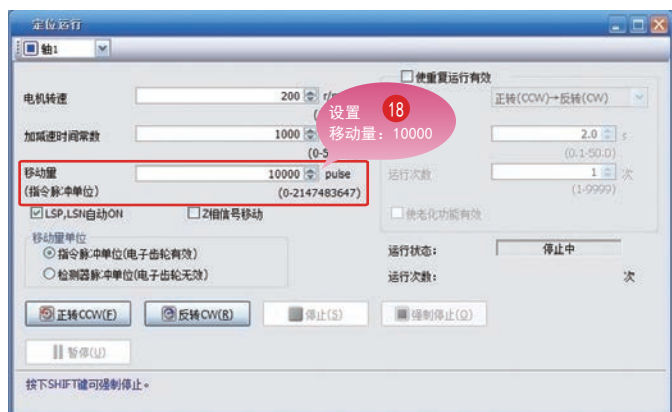 定位运行
轴1
使重复运行有效
电机转速
200
r/m
正转(CCW)→反转(CW)
设置 18
移动量：10000
加减速时间常数
1000
2.0 s
(0-5
(0.1-50.0)
移动量
10000 pulse
运行次数
1 次
(指令脉冲单位)
(0-2147483647)
(1-9999)
LSP,LSN自动ON
Z相信号移动
使老化功能有效
移动量单位
指令脉冲单位(电子齿轮有效)
检测器脉冲单位(电子齿轮无效)
运行状态：
停止中
运行次数：
次
正转CCW(F)
反转CW(R)
停止(S)
强制停止(O)
暂停(U)
按下SHIFT键可强制停止。